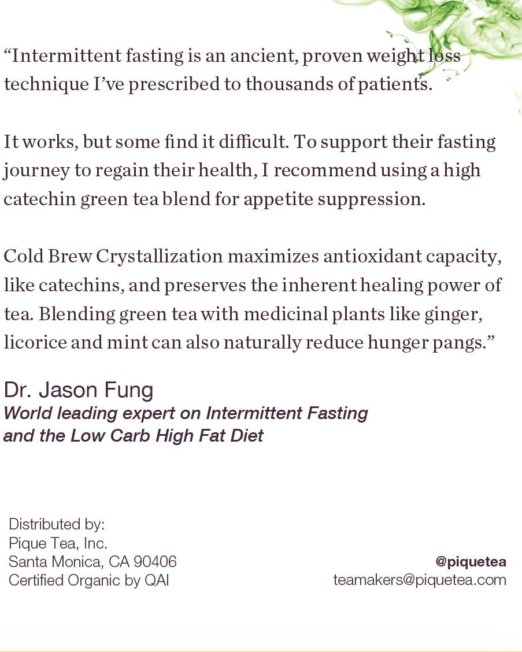 “Intermittent fasting is an ancient, proven weight loss
technique I’ve prescribed to thousands of patients.
It works, but some find it difficult. To support their fasting
journey to regain their health, I recommend using a high
catechin green tea blend for appetite suppression.
Cold Brew Crystallization maximizes antioxidant capacity,
like catechins, and preserves the inherent healing power of
tea. Blending green tea with medicinal plants like ginger,
licorice and mint can also naturally reduce hunger pangs.”
Dr. Jason Fung
World leading expert on Intermittent Fasting
and the Low Carb High Fat Diet
Distributed by:
Pique Tea, Inc.
Santa Monica, CA 90406
Certified Organic by QAI
@piquetea
teamakers@piquetea.com